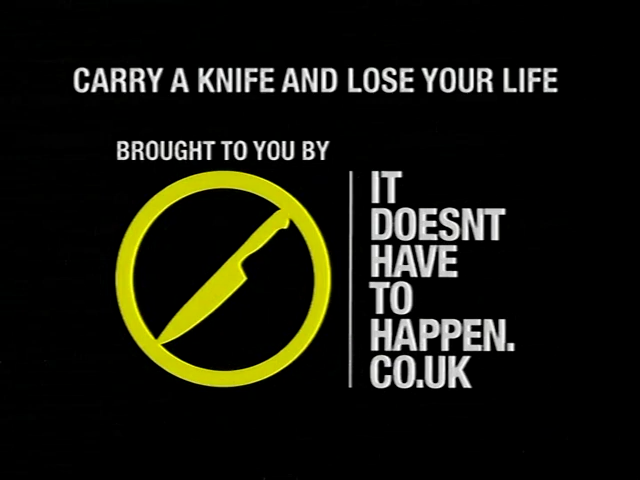 CARRY A KNIFE AND LOSE YOUR LIFE
BROUGHT TO YOU BY
IT
DOESNT
HAVE
TO
HAPPEN.
CO.UK